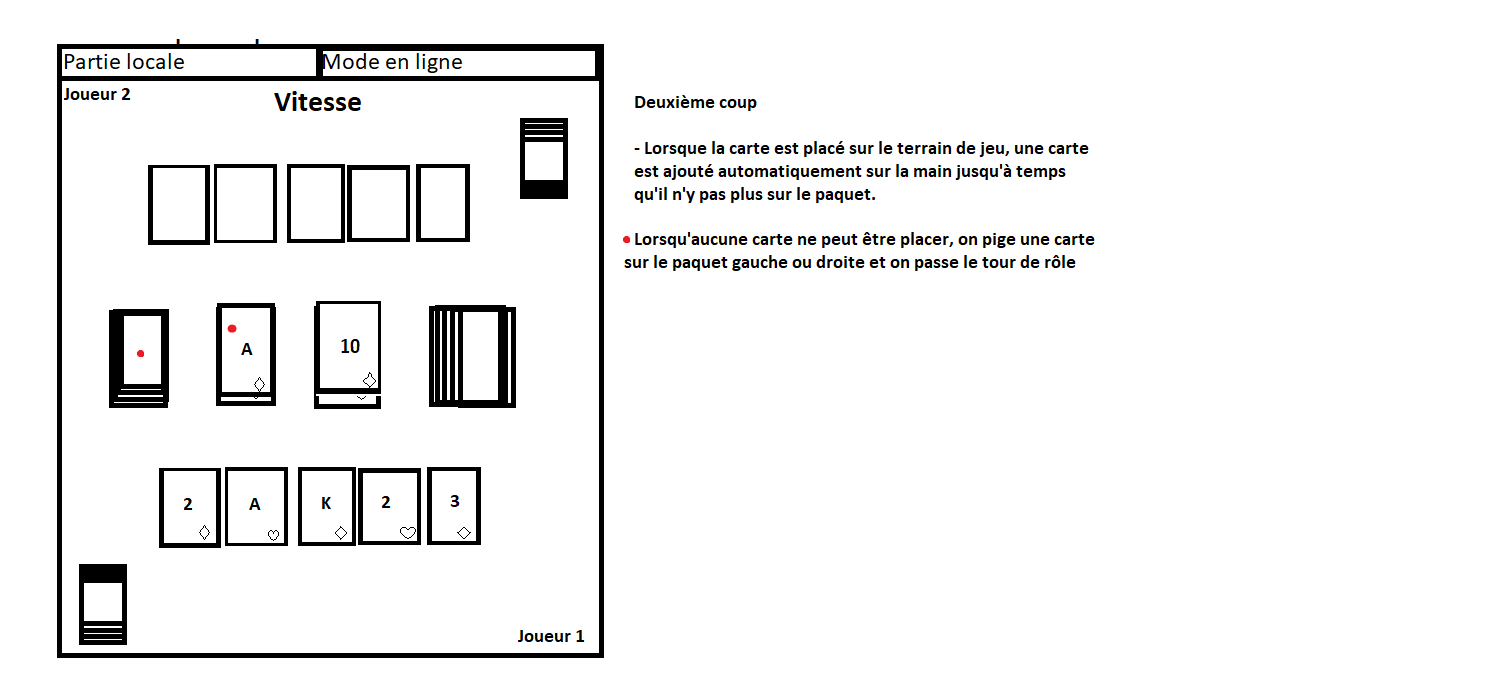 Partie locale
Mode en ligne
Joueur 2
Vitesse
Deuxième coup
- Lorsque la carte est placé sur le terrain de jeu, une carte
est ajouté automatiquement sur la main jusqu'à temps
qu'il n'y pas plus sur le paquet.
Lorsqu'aucune carte ne peut être placer, on pige une carte
sur le paquet gauche ou droite et on passe le tour de rôle
A
10
2
A
K
2
3
Joueur 1